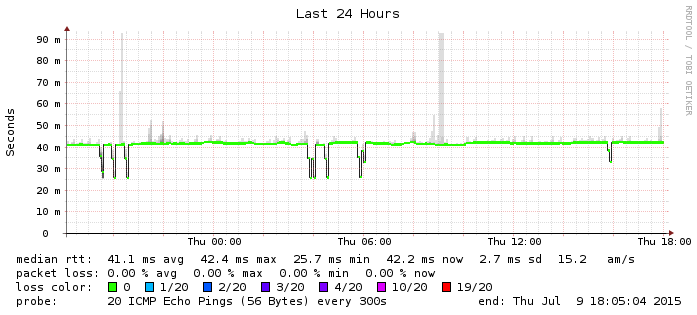 Last 24 Hours
RRDTOOL / TOBI OETIKER
Seconds
90 m
80 m
70 m
60 m
50 m
40 m
30 m
20 m
10 m
0
Thu 00:00 Thu 06:00 Thu 12:00 Thu 18:00
median rtt: 41.1 ms avg 42.4 ms max 25.7 ms min 42.2 ms now 2.7 ms sd 15.2 am/s
packet loss: 0.00 % avg 0.00 % max 0.00 % min 0.00 % now
loss color: 0 1/20 2/20 3/20 4/20 10/20 19/20
probe: 20 ICMP Echo Pings (56 Bytes) every 300s end: Thu Jul 9 18:05:04 2015